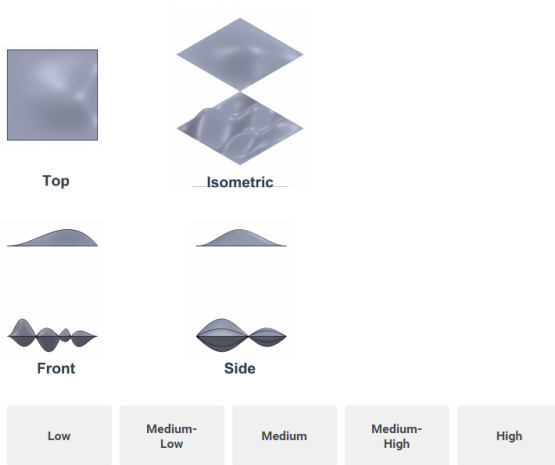 Top
Isometric
Front
Side
Low
Medium-
Low
Medium
Medium-
High
High